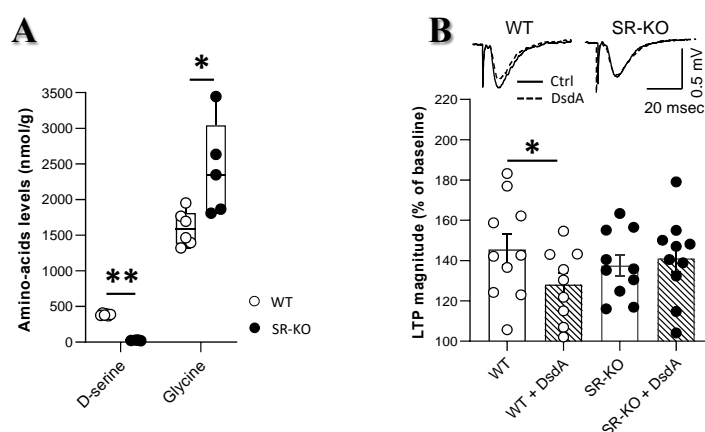 A
Amino-acids levels (nmol/g)
3500
3000
2500
2000
1500
1000
500
0
*
**
D-serine
Glycine
WT
SR-KO
B
WT
SR-KO
Ctrl
DsdA
0.5 mV
20 msec
LTP magnitude (% of baseline)
220
200
180
160
140
120
100
*
WT
WT + DsdA
SR-KO
SR-KO + DsdA